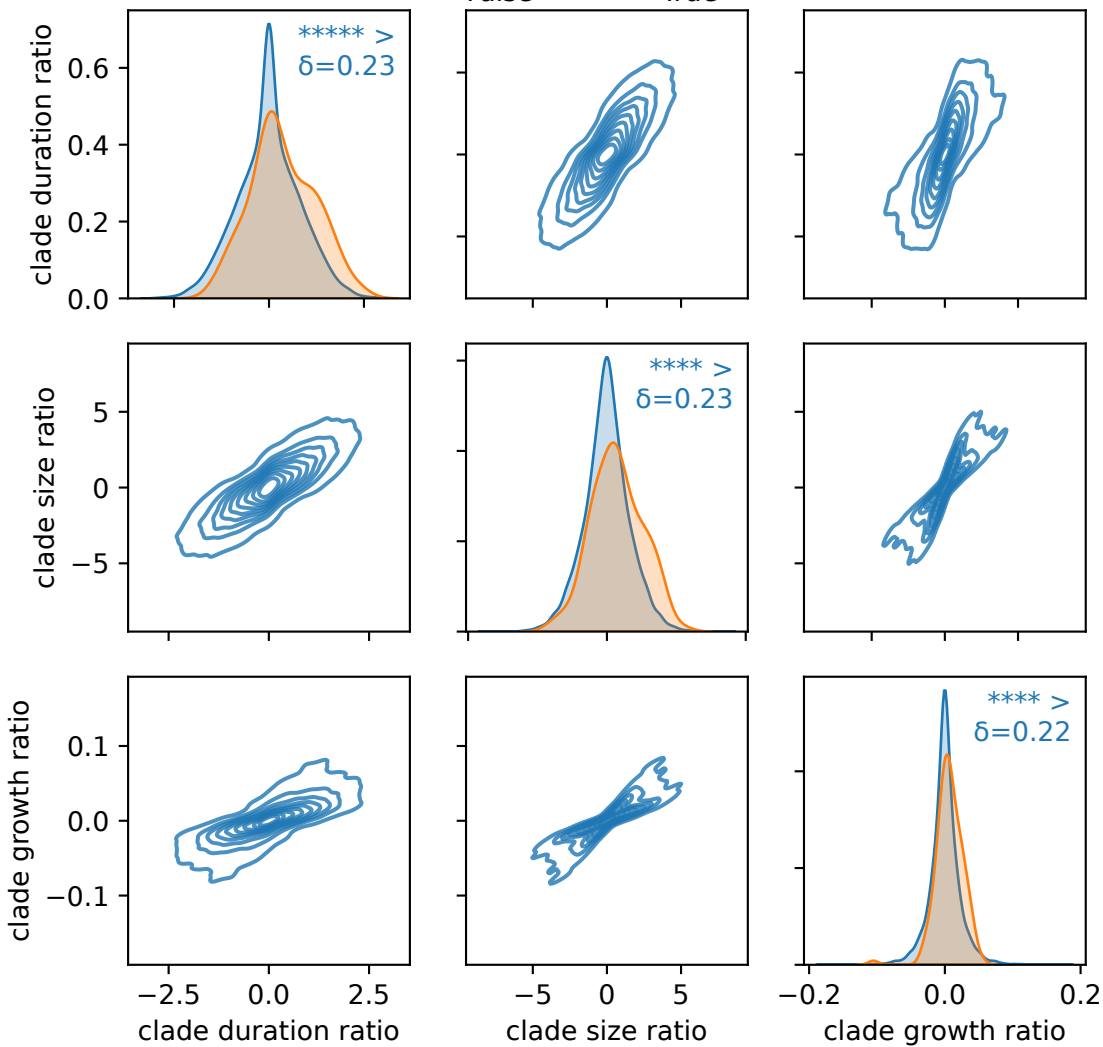 clade duration ratio
0.6
0.4
0.2
0.0
***** >
δ=0.23
clade size ratio
5
0
−5
**** >
δ=0.23
clade growth ratio
0.1
0.0
−0.1
**** >
δ=0.22
−2.5 0.0 2.5
−5 0 5
−0.2 0.0 0.2
clade duration ratio
clade size ratio
clade growth ratio